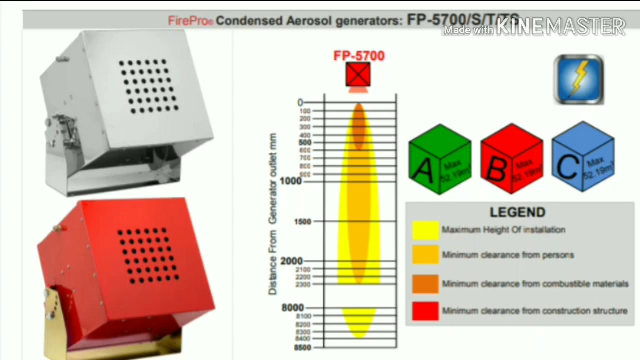 FirePro® Condensed Aerosol generators: FP-5700/S/T/TS
Made with KINEMASTER
FP-5700
Distance From Generator outlet mm
0
100
200
300
400
500
600
700
800
900
1000
1500
2000
2100
2200
2300
8000
8100
8200
8300
8400
8500
A
Max
52.19m³
B
Max
52.19m³
C
Max
52.19m³
LEGEND
Maximum Height Of installation
Minimum clearance from persons
Minimum clearance from combustible materials
Minimum clearance from construction structure